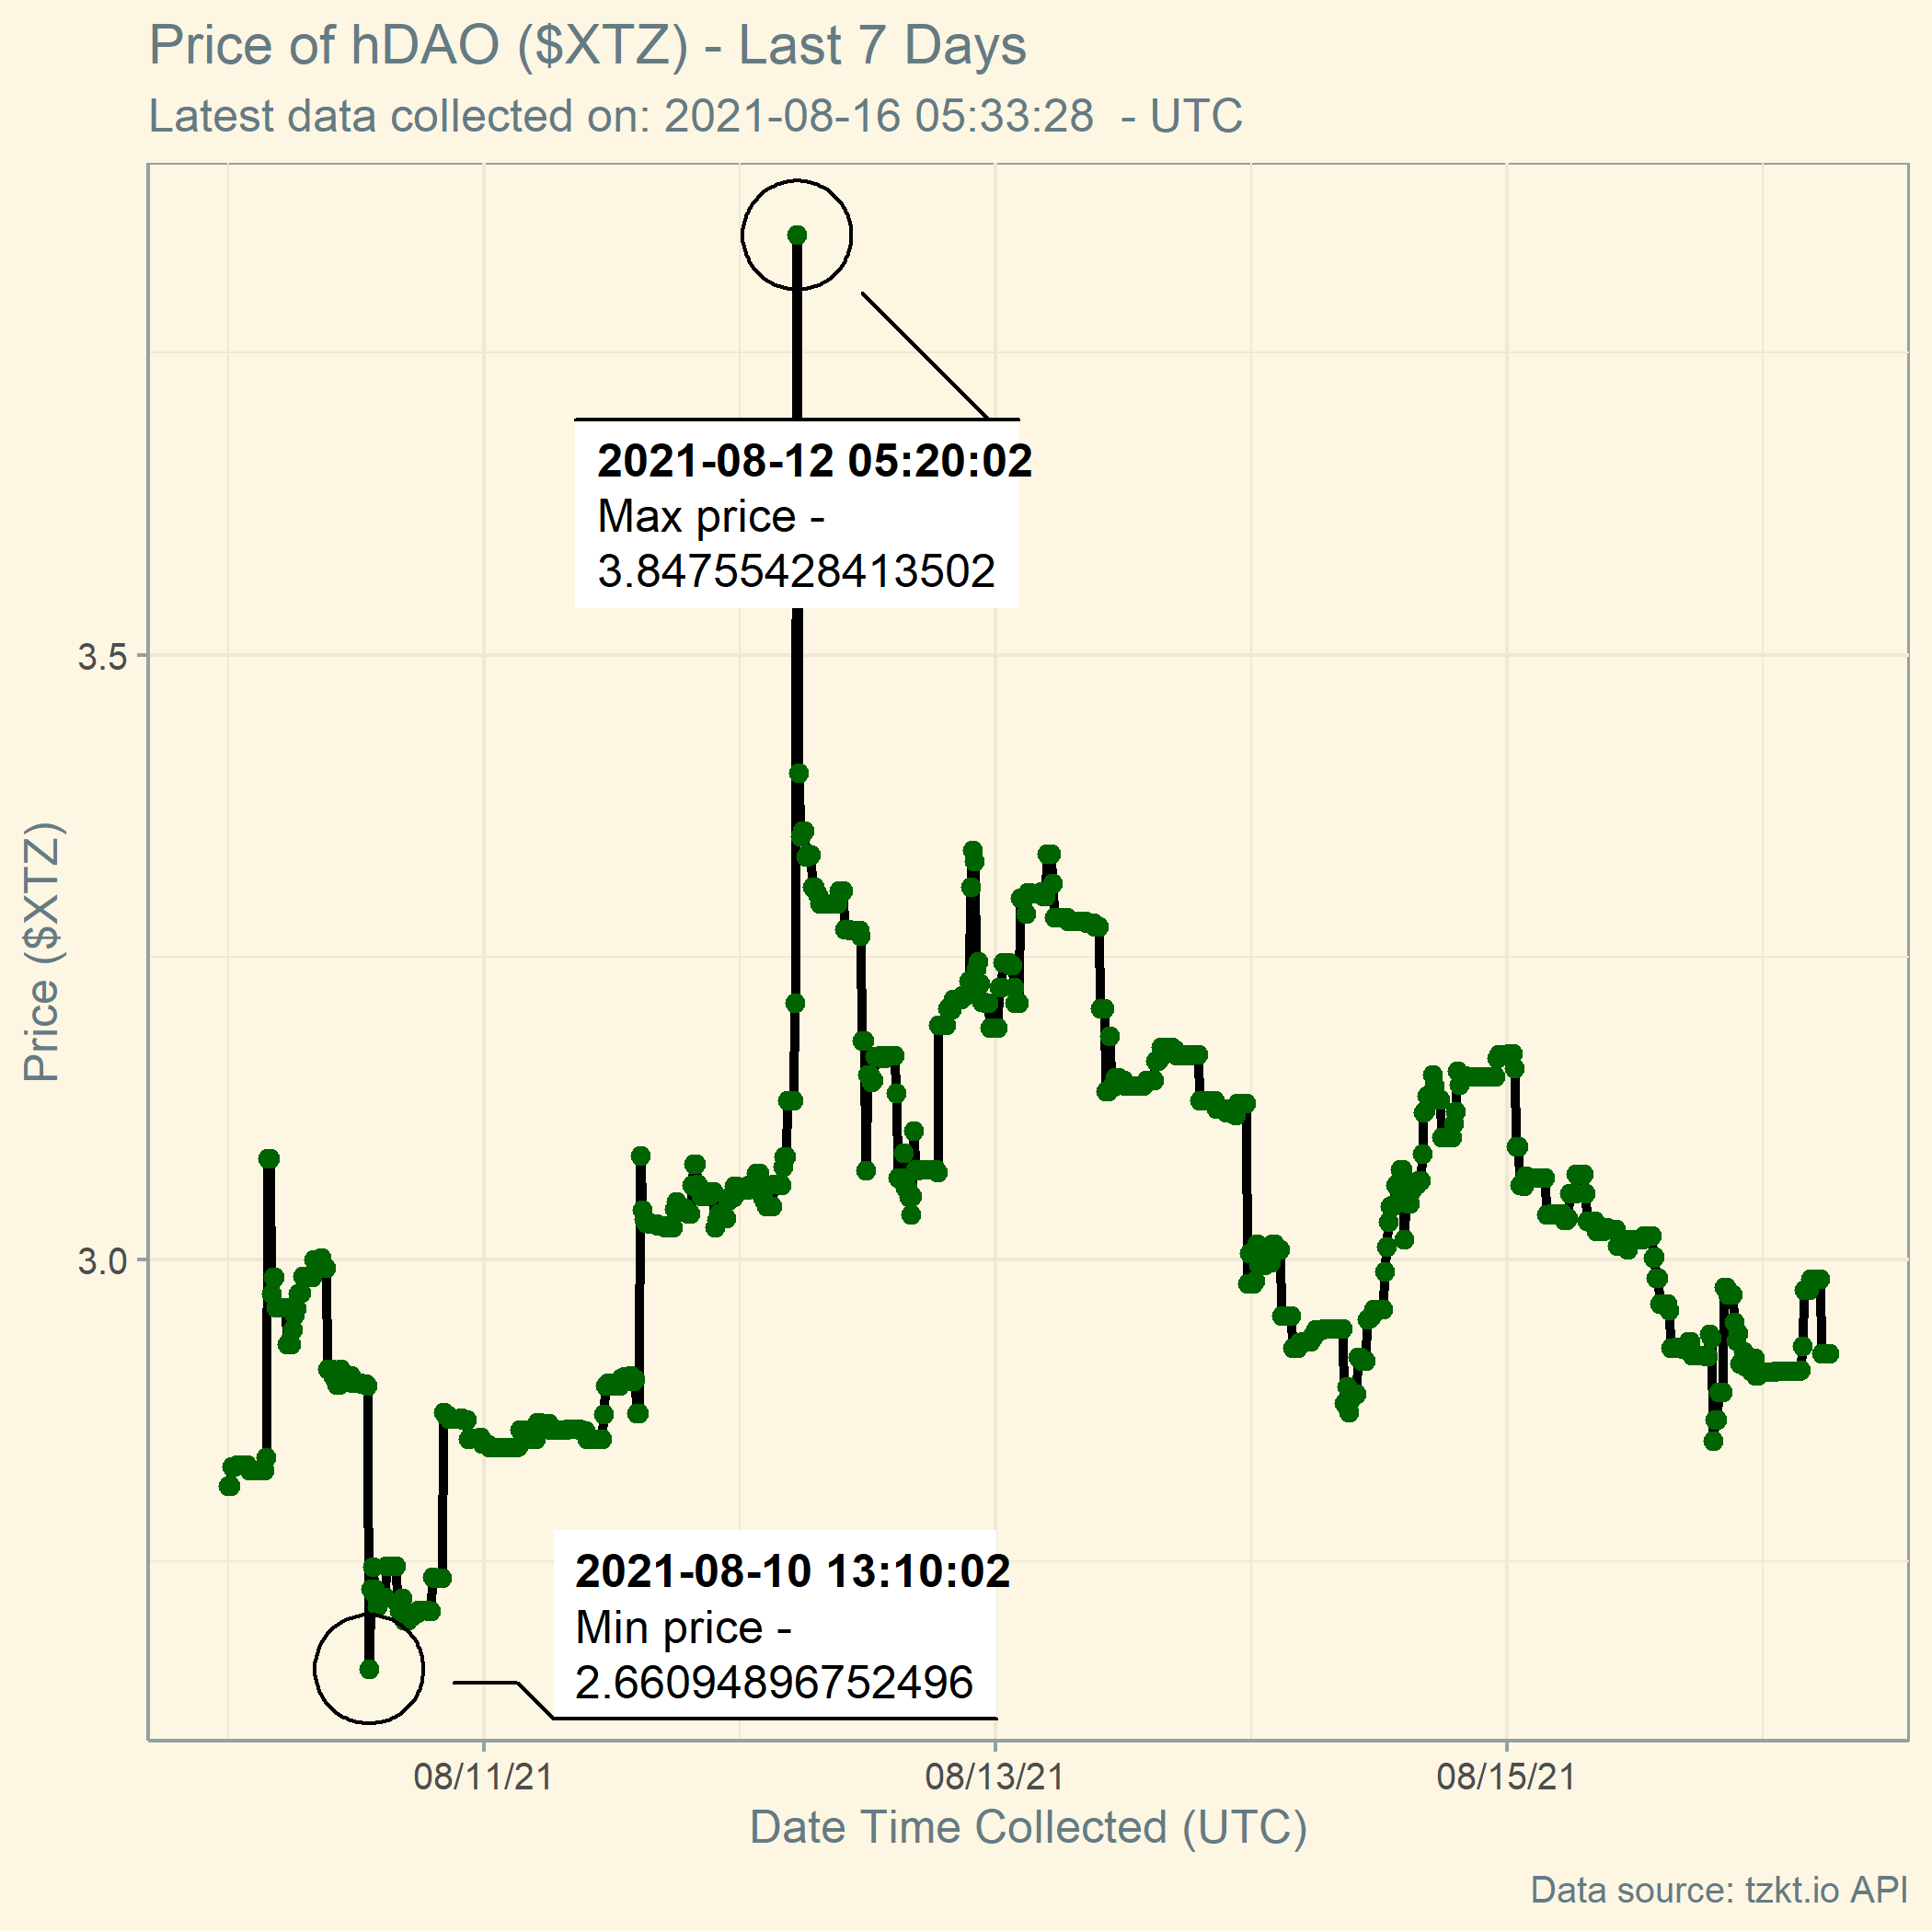 Price of hDAO ($XTZ) - Last 7 Days
Latest data collected on: 2021-08-16 05:33:28  - UTC
2021-08-12 05:20:02
Max price -
3.84755428413502
3.5
Price ($XTZ)
3.0
2021-08-10 13:10:02
Min price -
2.66094896752496
08/11/21
08/13/21
08/15/21
Date Time Collected (UTC)
Data source: tzkt.io API